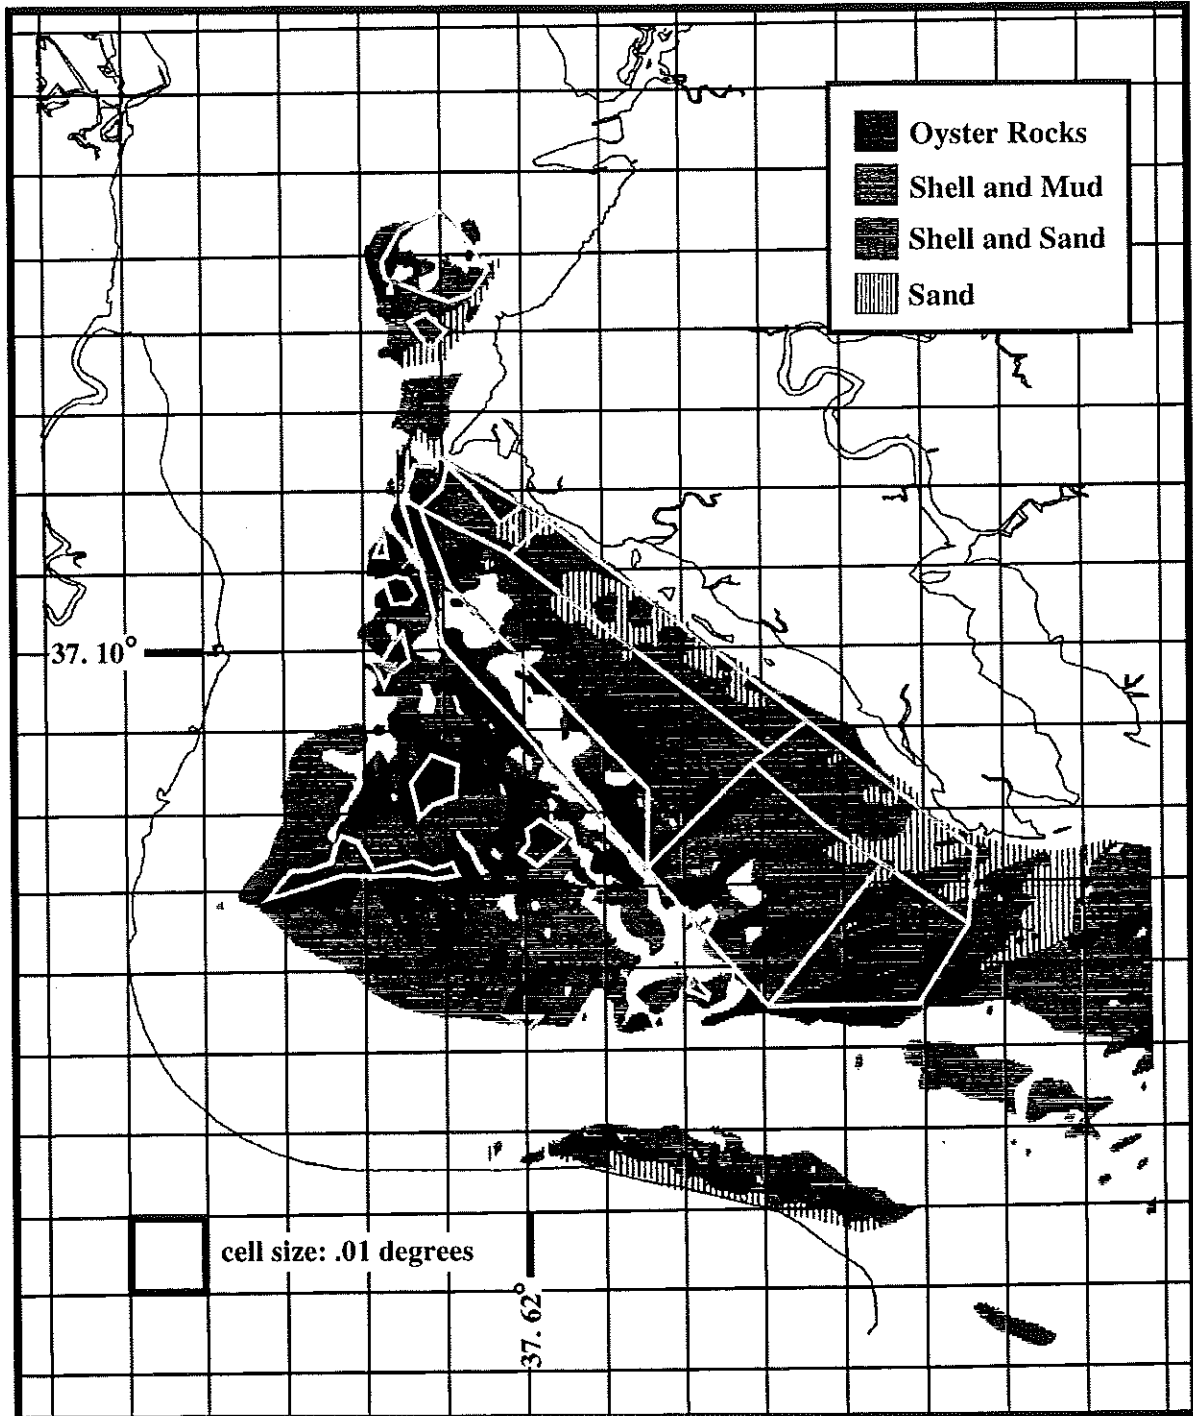 Oyster Rocks
Shell and Mud
Shell and Sand
Sand
37. 10°
cell size: .01 degrees
37. 62°